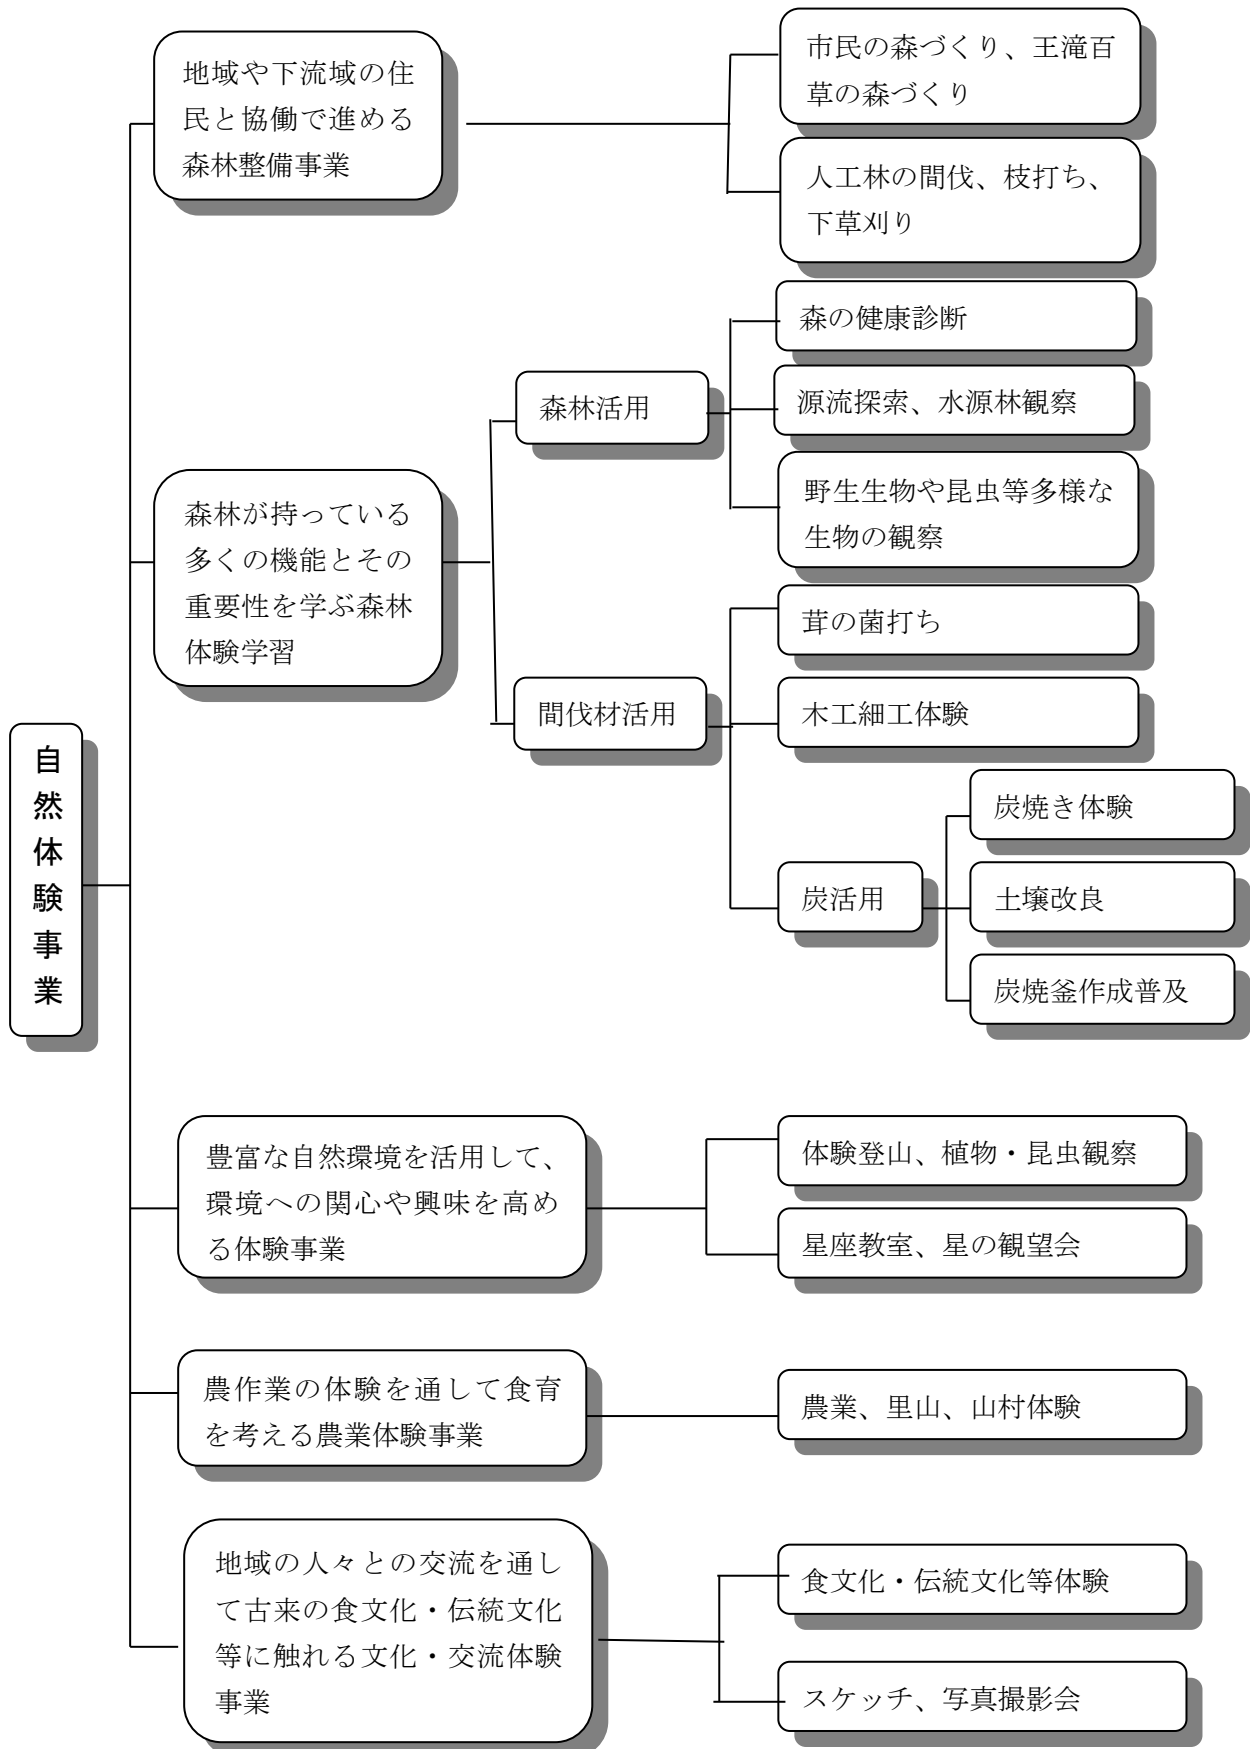 自然体験事業
地域や下流域の住
民と協働で進める
森林整備事業
市民の森づくり、王滝百
草の森づくり
人工林の間伐、枝打ち、
下草刈り
森林が持っている
多くの機能とその
重要性を学ぶ森林
体験学習
森林活用
森の健康診断
源流探索、水源林観察
野生生物や昆虫等多様な
生物の観察
間伐材活用
茸の菌打ち
木工細工体験
炭活用
炭焼き体験
土壌改良
炭焼釜作成普及
豊富な自然環境を活用して、
環境への関心や興味を高め
る体験事業
体験登山、植物・昆虫観察
星座教室、星の観望会
農作業の体験を通して食育
を考える農業体験事業
農業、里山、山村体験
地域の人々との交流を通し
て古来の食文化・伝統文化
等に触れる文化・交流体験
事業
食文化・伝統文化等体験
スケッチ、写真撮影会